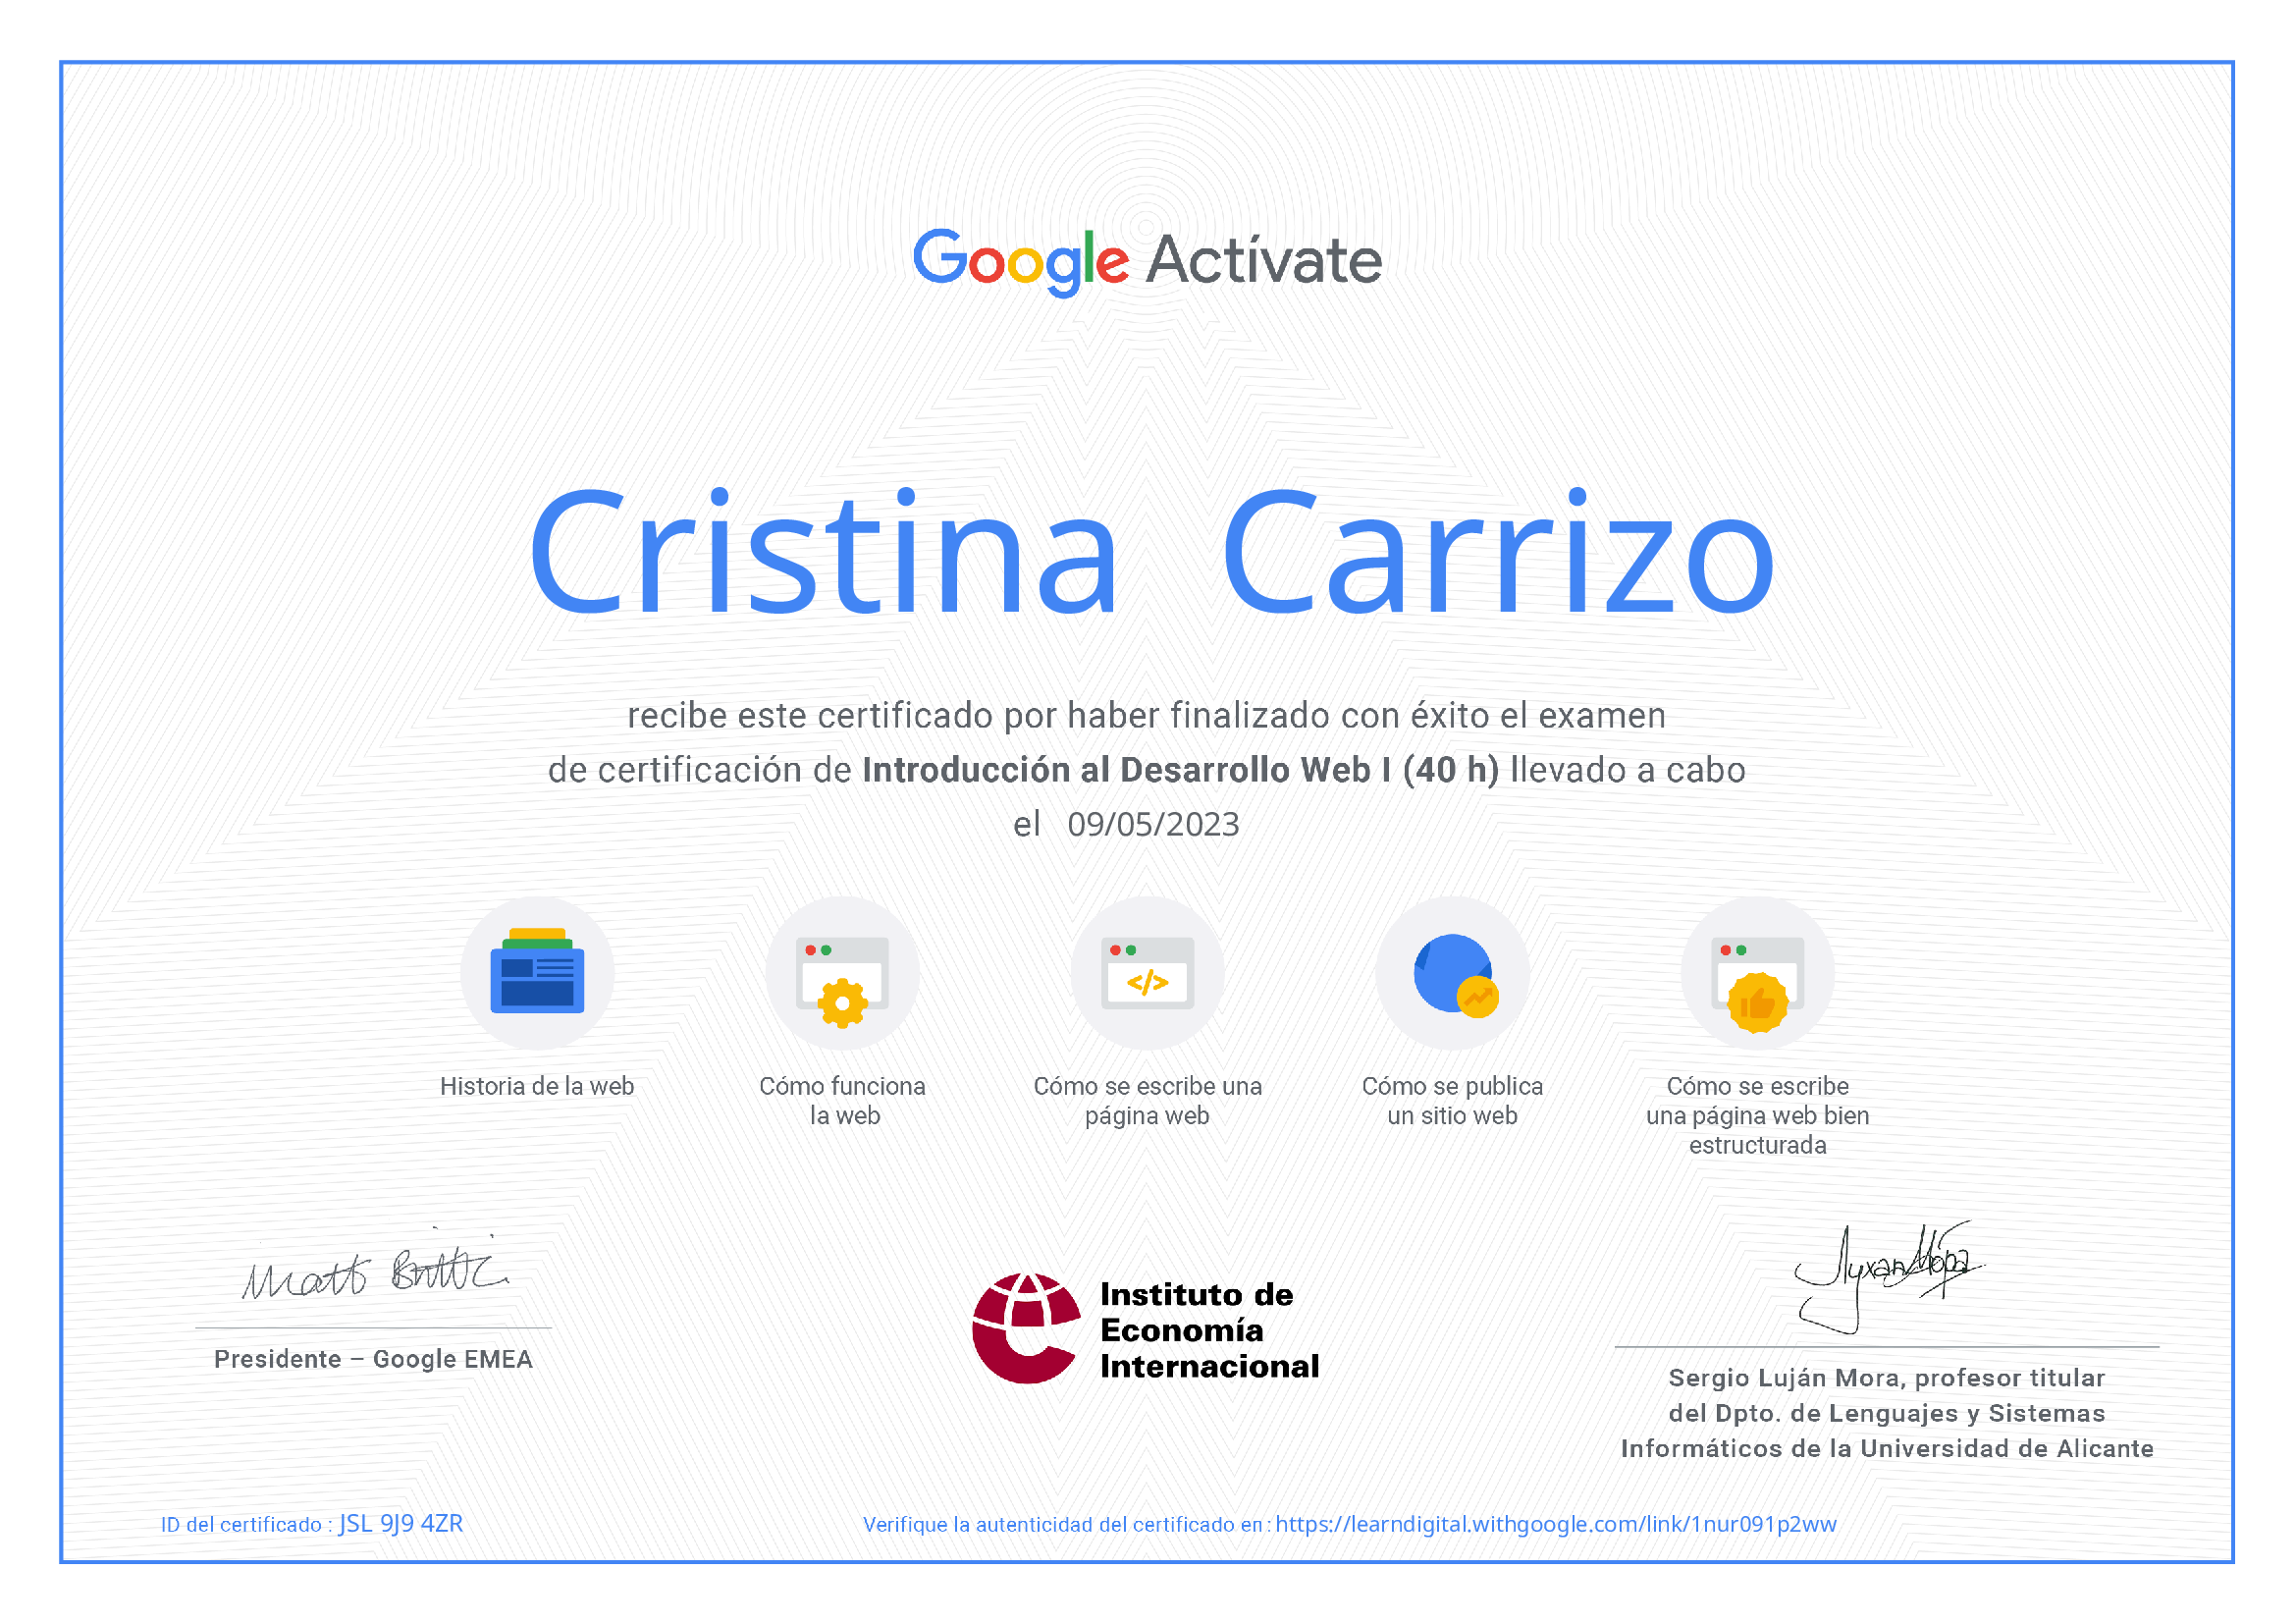 Google Actívate
Cristina Carrizo
recibe este certificado por haber finalizado con éxito el examen
de certificación de Introducción al Desarrollo Web I (40 h) llevado a cabo
el 09/05/2023
</>
Historia de la web
Cómo funciona
la web
Cómo se escribe una
página web
Cómo se publica
un sitio web
Cómo se escribe
una página web bien
estructurada
Presidente – Google EMEA
Instituto de
Economía
Internacional
Sergio Luján Mora, profesor titular
del Dpto. de Lenguajes y Sistemas
Informáticos de la Universidad de Alicante
ID del certificado : JSL 9J9 4ZR
Verifique la autenticidad del certificado en : https://learndigital.withgoogle.com/link/1nur091p2ww